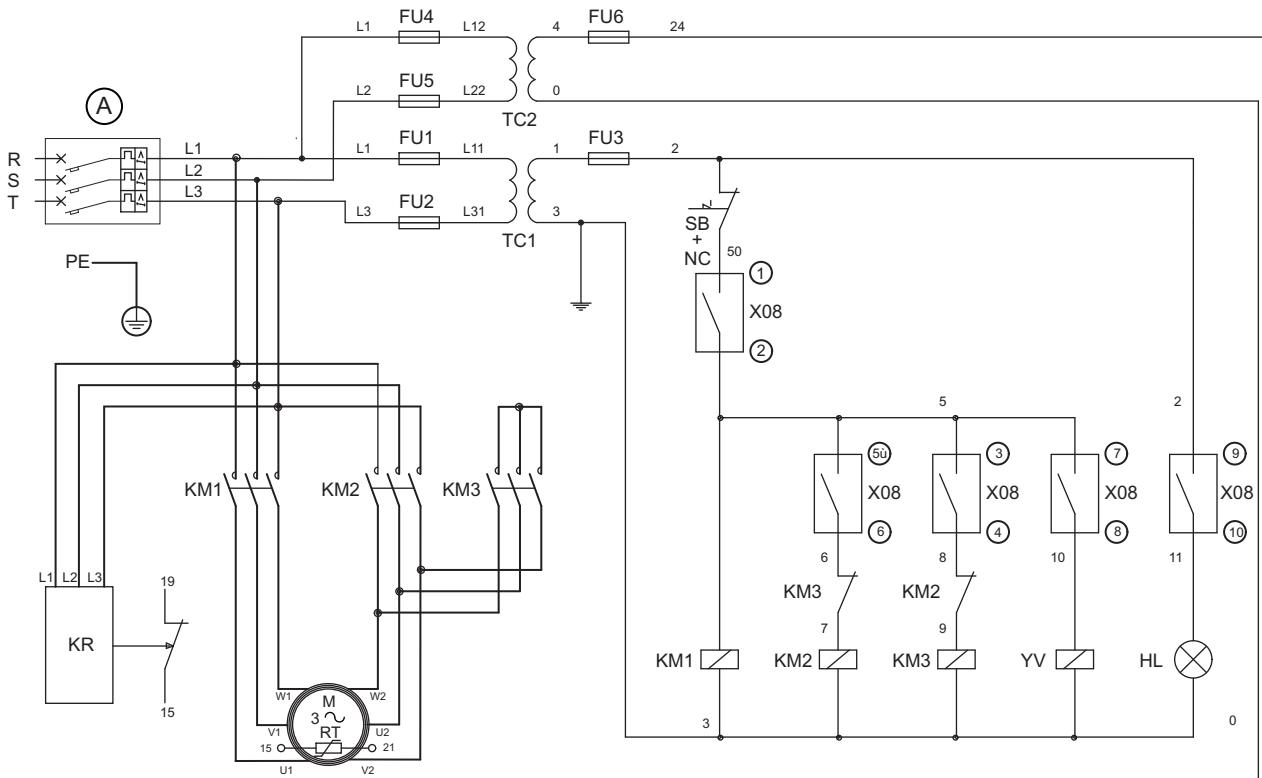 FU4 FU6
L1 L12 4 24
FU5
L2 L22 0
A TC2
FU1 FU3
R L1 L1 L11 1 2
S L2
T L3 FU2
L3 L31 3
TC1 SB
+
PE NC 50
1
X08
2
5 2
5ù 3 7 9
KM1 KM2 KM3 X08 X08 X08 X08
6 4 8 10
6 8 10 11
L1 L2 L3 19
KM3 KM2
7 9
KR
KM1 KM2 KM3 YV HL
W1 M W2
15 3
3 0
V1 RT U2
15 21
U1 V2